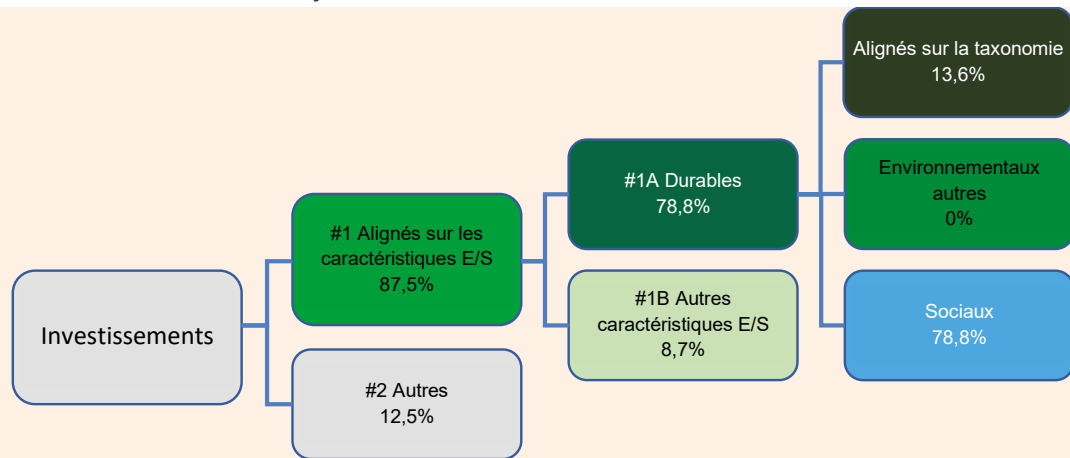 Investissements
#1 Alignés sur les
caractéristiques E/S
87,5%
#2 Autres
12,5%
#1A Durables
78,8%
#1B Autres
caractéristiques E/S
8,7%
Alignés sur la taxonomie
13,6%
Environnementaux
autres
0%
Sociaux
78,8%